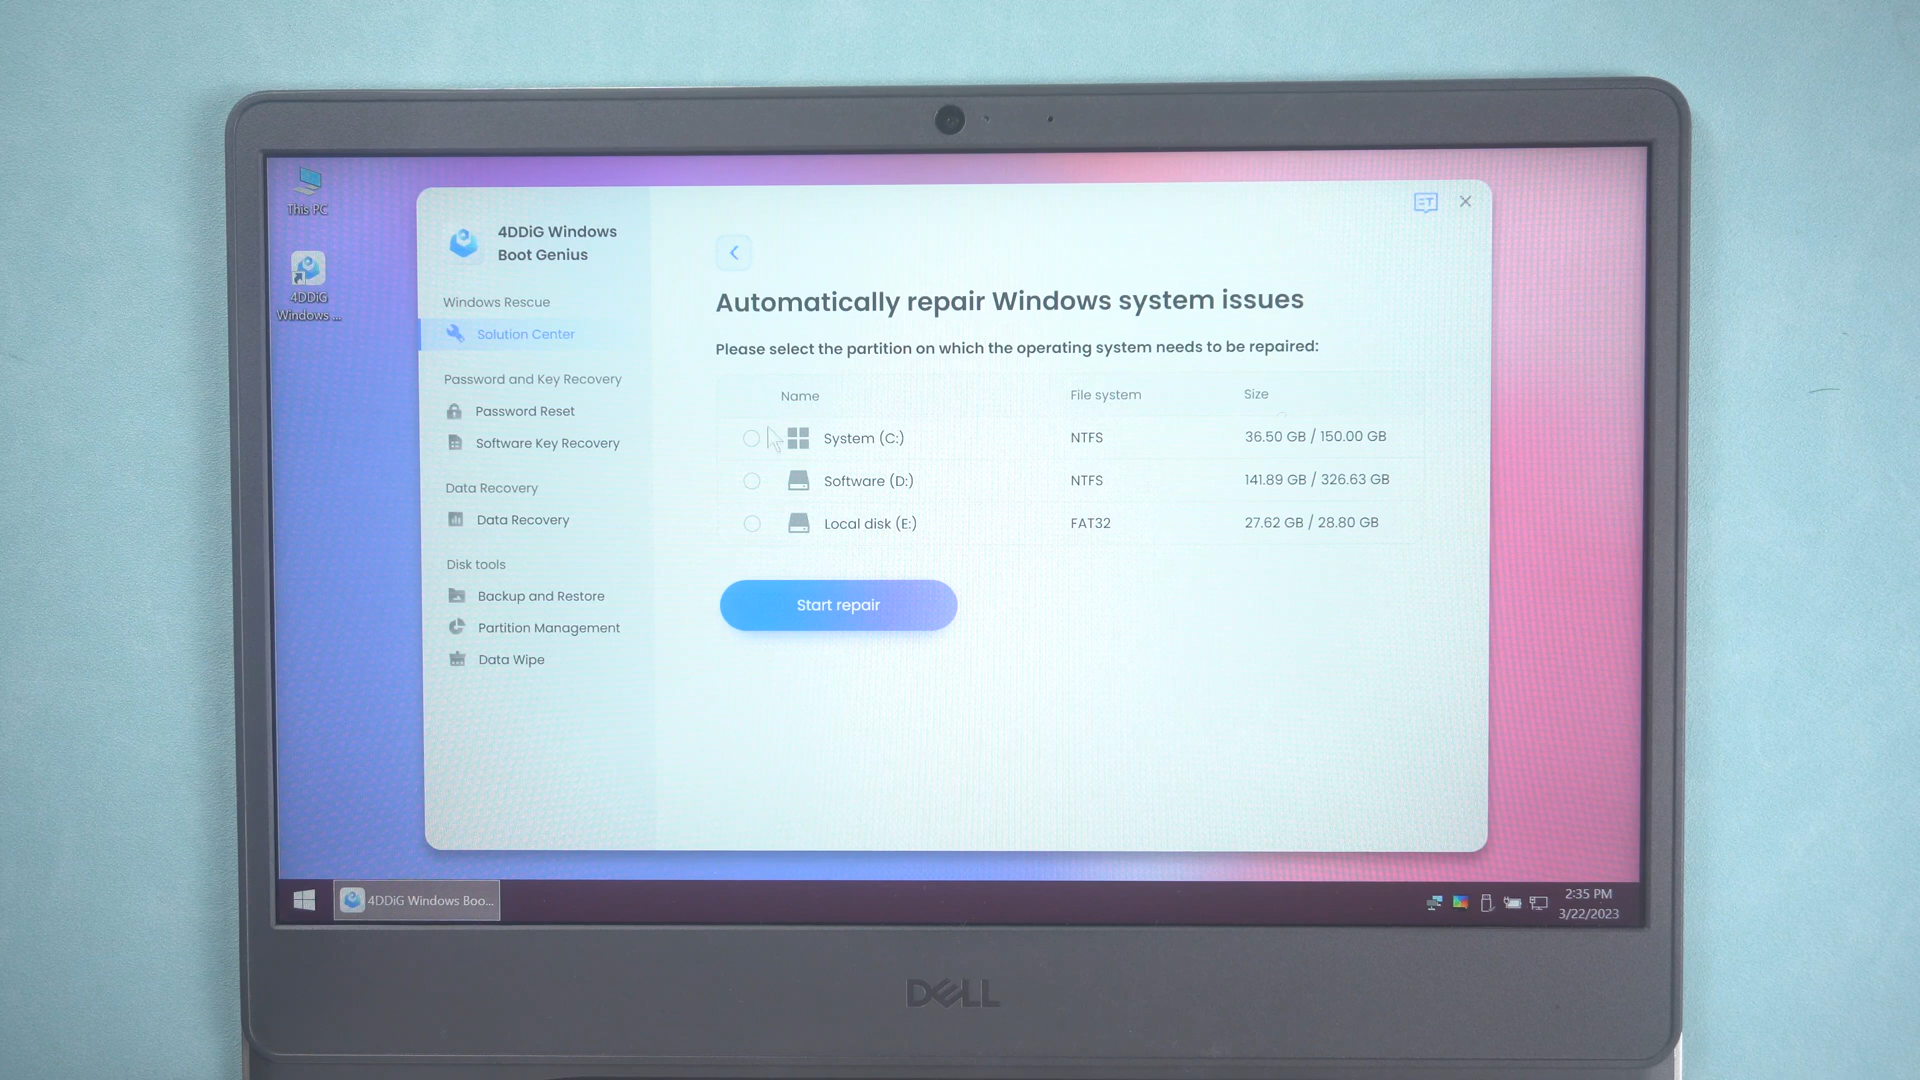 This PC
4DDiG
Windows ...
4DDiG Windows
Boot Genius
Windows Rescue
Solution Center
Password and Key Recovery
Password Reset
Software Key Recovery
Data Recovery
Data Recovery
Disk tools
Backup and Restore
Partition Management
Data Wipe
Automatically repair Windows system issues
Please select the partition on which the operating system needs to be repaired:
Name File system Size
System (C:) NTFS 36.50 GB / 150.00 GB
Software (D:) NTFS 141.89 GB / 326.63 GB
Local disk (E:) FAT32 27.62 GB / 28.80 GB
Start repair
4DDiG Windows Boo...
2:35 PM
3/22/2023
DELL